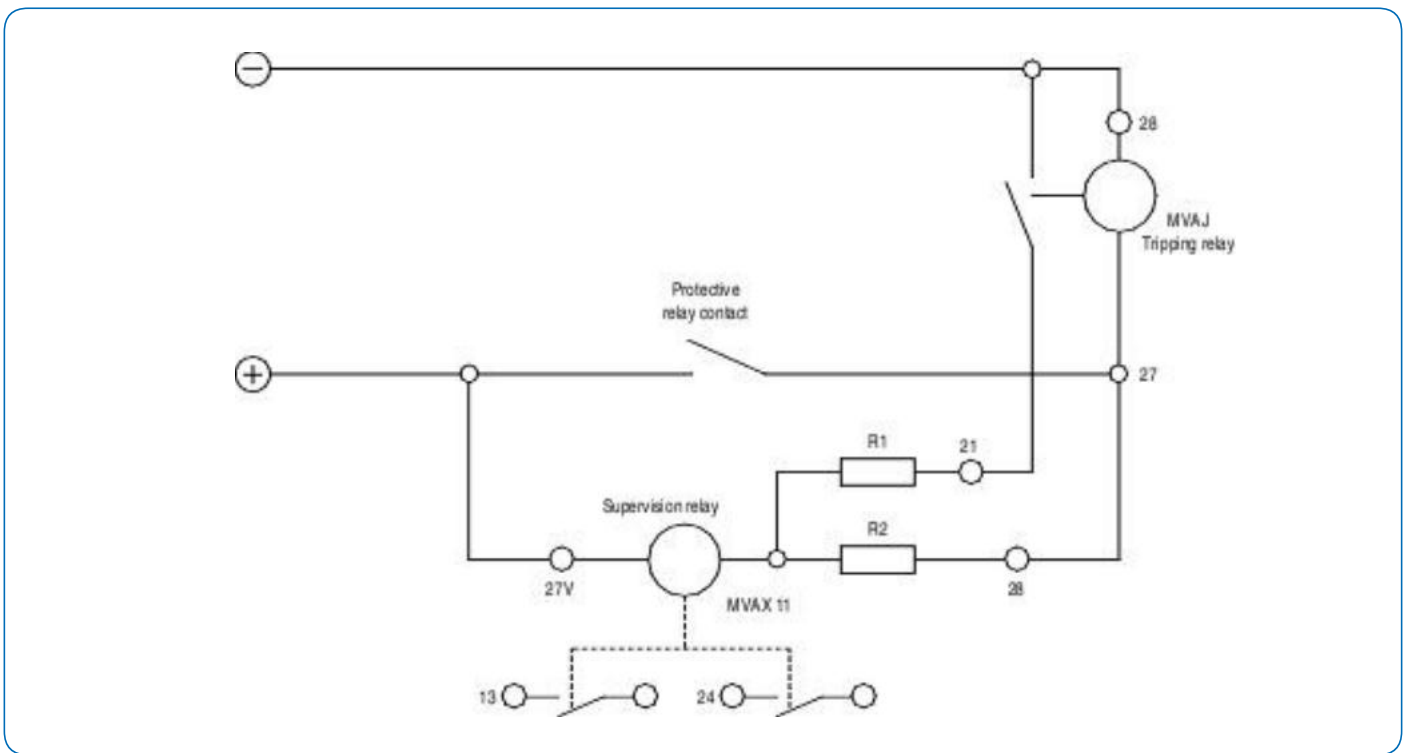 −
28
MVAJ
Tripping relay
Protective
relay contact
+
27
R1
21
Supervision relay
R2
27V
28
MVAX 11
13
24